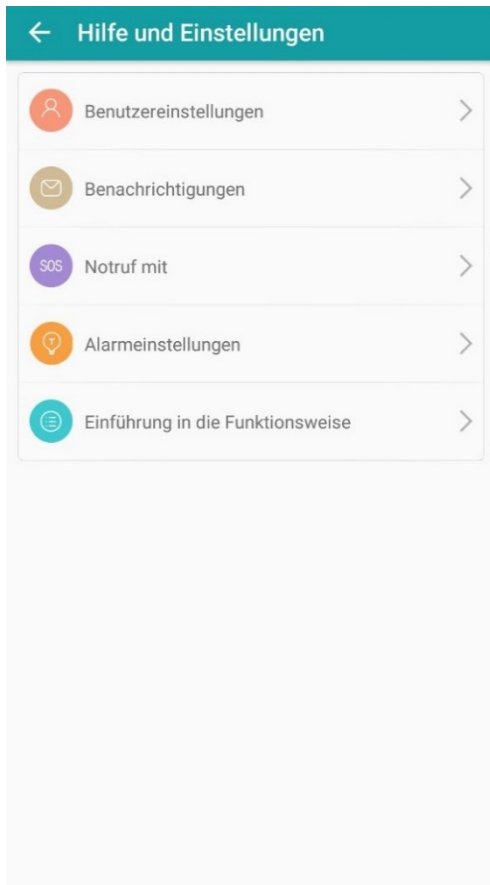 Hilfe und Einstellungen
Benutzereinstellungen
Benachrichtigungen
SOS Notruf mit
Alarmeinstellungen
Einführung in die Funktionsweise